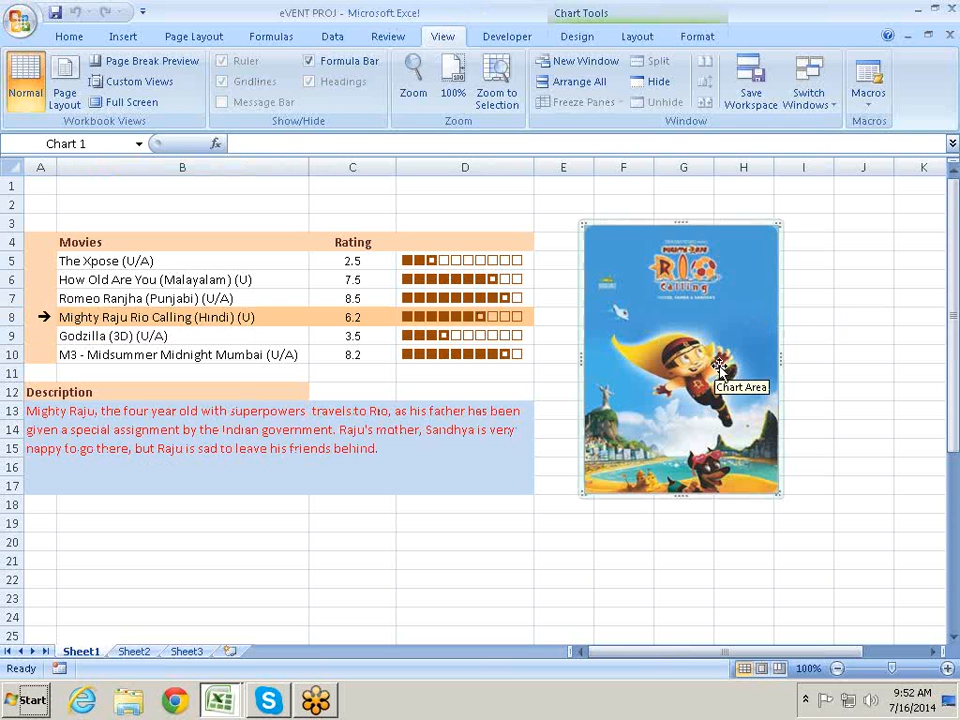 eVENT PROJ - Microsoft Excel
Chart Tools
Home Insert Page Layout Formulas Data Review View Developer Design Layout Format
Normal
Page Layout
Page Break Preview
Custom Views
Full Screen
Workbook Views
Ruler
Gridlines
Message Bar
Formula Bar
Headings
Show/Hide
Zoom
100%
Zoom to Selection
Zoom
New Window
Arrange All
Freeze Panes
Split
Hide
Unhide
Save Workspace
Switch Windows
Window
Macros
Macros
Chart 1
fx
A B C D E F G H I J K
1
2
3
4 Movies Rating
5 The Xpose (U/A) 2.5
6 How Old Are You (Malayalam) (U) 7.5
7 Romeo Ranjha (Punjabi) (U/A) 8.5
8 Mighty Raju Rio Calling (Hindi) (U) 6.2
9 Godzilla (3D) (U/A) 3.5
10 M3 - Midsummer Midnight Mumbai (U/A) 8.2
11
12 Description
13 Mighty Raju, the four year old with superpowers travels to Rio, as his father has been
14 given a special assignment by the Indian government. Raju's mother, Sandhya is very
15 happy to go there, but Raju is sad to leave his friends behind.
16
17
18
19
20
21
22
23
24
25
MIGHTY RAJU
RIO
Calling
Chart Area
Sheet1 Sheet2 Sheet3
Ready
100%
Start
9:52 AM
7/16/2014